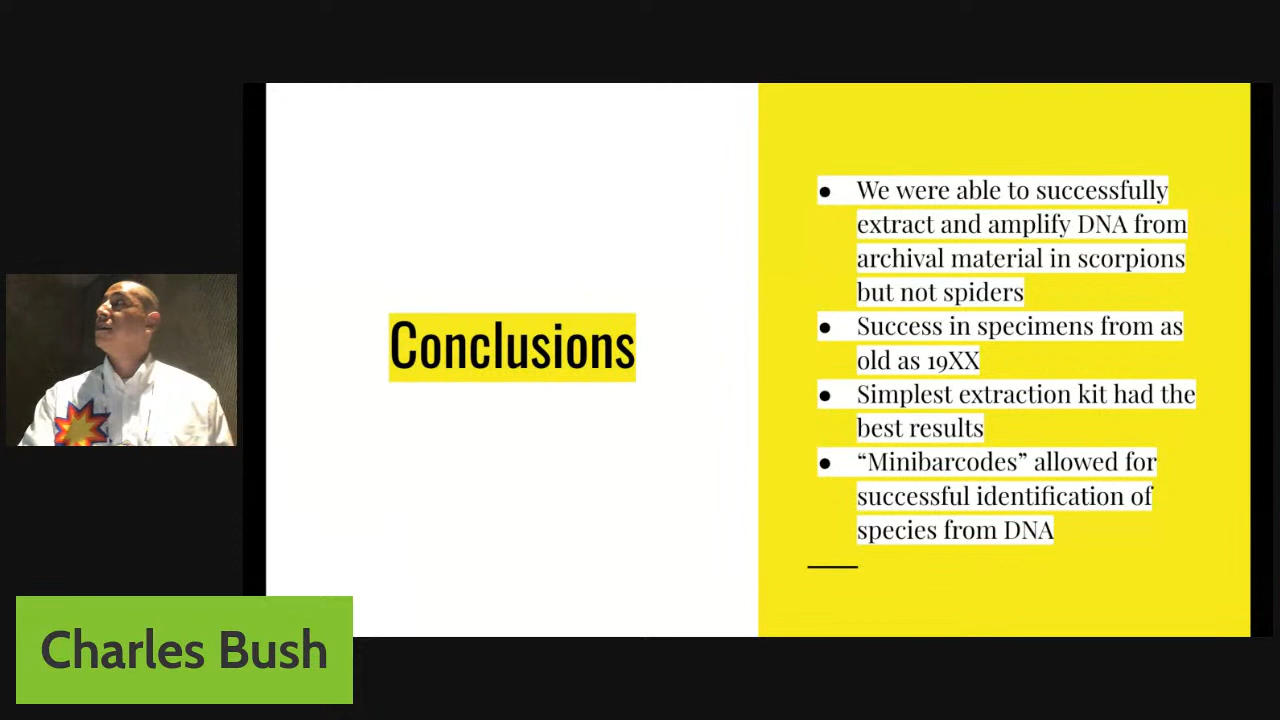 Conclusions
● We were able to successfully
extract and amplify DNA from
archival material in scorpions
but not spiders
● Success in specimens from as
old as 19XX
● Simplest extraction kit had the
best results
● “Minibarcodes” allowed for
successful identification of
species from DNA
Charles Bush